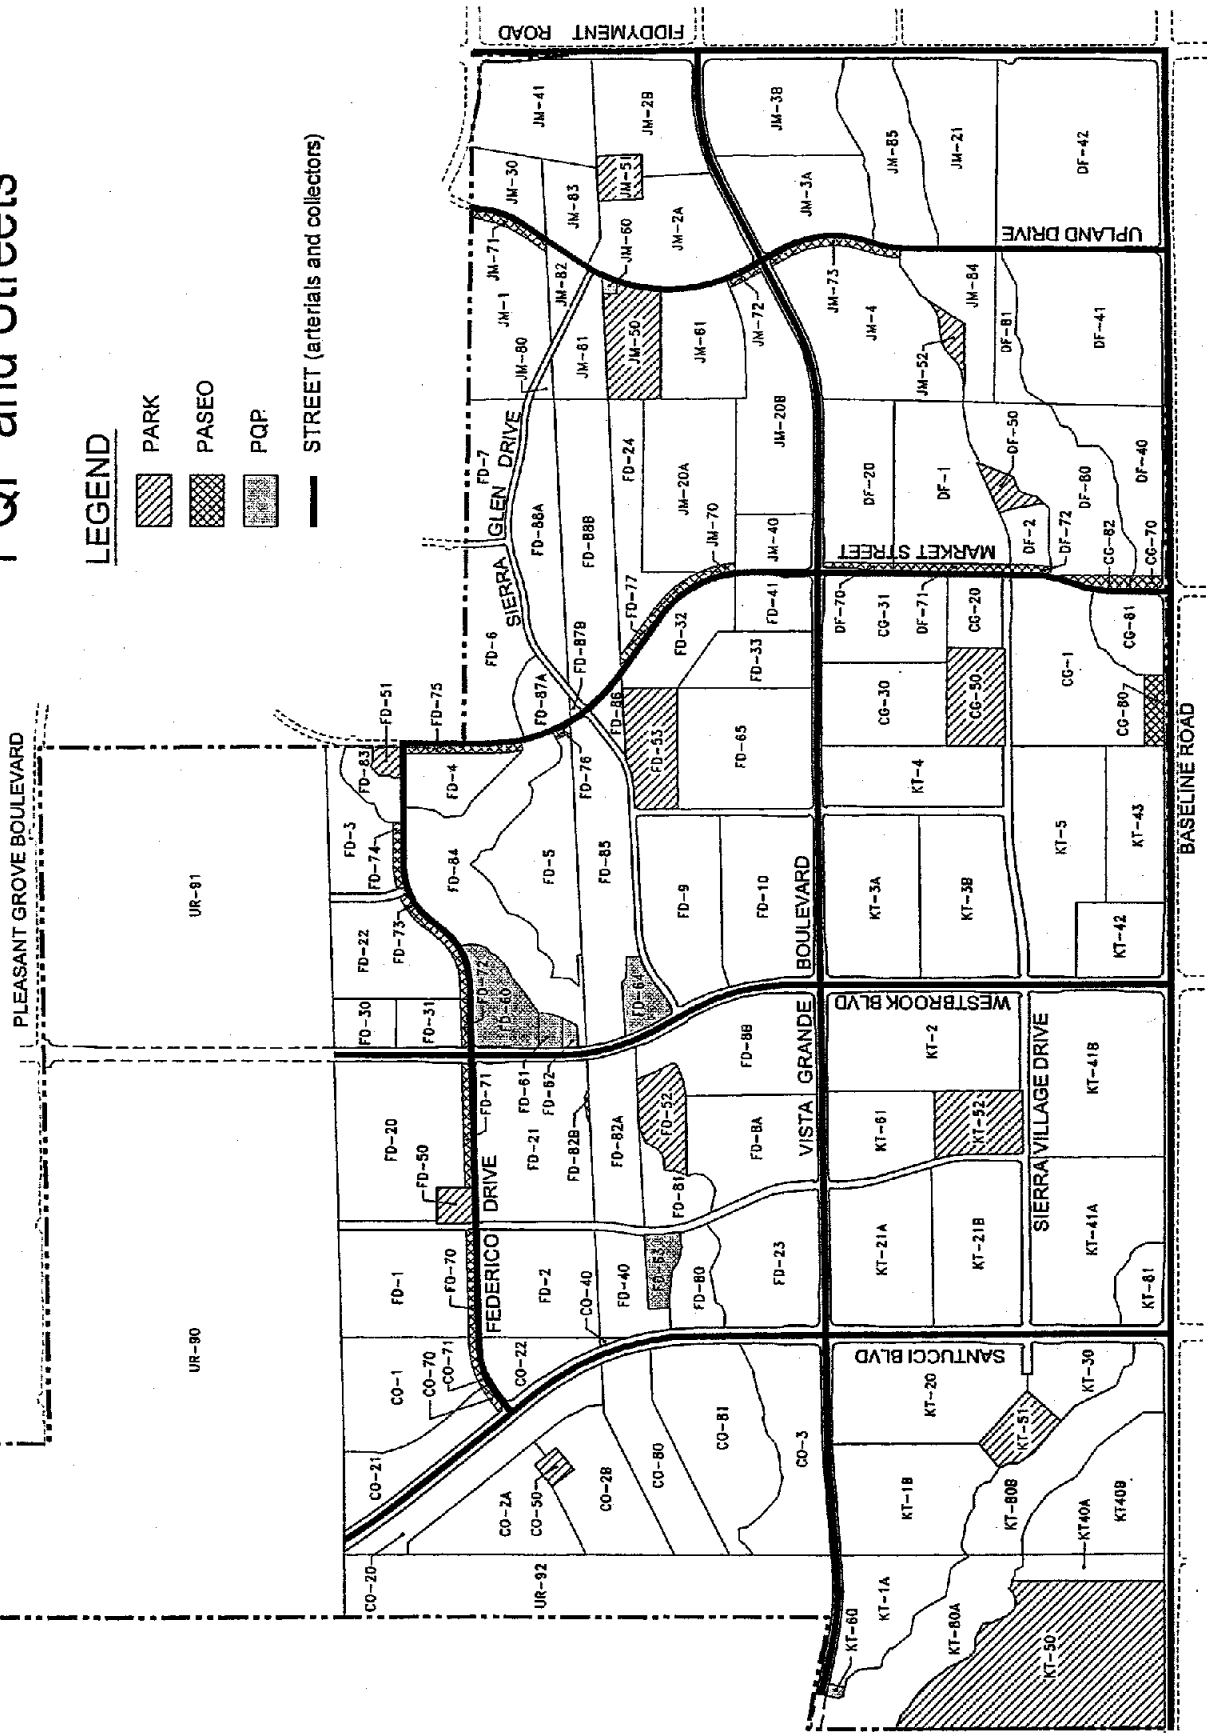 PQP and Streets
LEGEND
PARK
PASEO
PQP
STREET (arterials and collectors)
FIDDYMENT ROAD
PLEASANT GROVE BOULEVARD
BASELINE ROAD
UPLAND DRIVE
MARKET STREET
SIERRA GLEN DRIVE
VISTA GRANDE BOULEVARD
WESTBROOK BLVD
SIERRA VILLAGE DRIVE
SANTUCCI BLVD
FEDERICO DRIVE
JM-41
JM-2B
JM-3B
JM-30
JM-83
JM-51
JM-85
JM-21
DF-42
JM-71
JM-60
JM-2A
JM-3A
JM-1
JM-82
JM-80
JM-81
JM-50
JM-61
JM-72
JM-73
JM-4
JM-84
JM-52
DF-81
DF-41
FD-7
FD-24
JM-20A
JM-20B
DF-20
DF-1
DF-50
DF-80
DF-40
FD-88A
FD-88B
JM-70
JM-40
DF-2
DF-72
CG-82
CG-70
FD-6
FD-77
FD-32
FD-41
DF-70
CG-31
DF-71
CG-20
CG-81
FD-87B
FD-87A
FD-86
FD-33
CG-30
CG-50
CG-1
CG-80
FD-51
FD-75
FD-83
FD-4
FD-76
FD-53
FD-65
KT-4
KT-5
KT-43
FD-3
FD-74
FD-84
FD-5
FD-85
FD-9
FD-10
KT-3A
KT-3B
KT-42
UR-91
FD-22
FD-73
FD-72
FD-60
FD-64
FD-30
FD-31
FD-61
FD-62
FD-8B
KT-2
KT-41B
FD-20
FD-71
FD-21
FD-82B
FD-82A
FD-52
FD-8A
KT-61
KT-52
FD-50
FD-81
FD-1
FD-70
FD-2
CO-40
FD-40
FD-63
FD-80
FD-23
KT-21A
KT-21B
KT-41A
KT-81
UR-90
CO-1
CO-70
CO-71
CO-22
CO-81
CO-3
KT-20
KT-51
KT-30
CO-21
CO-2A
CO-50
CO-2B
CO-80
KT-1B
KT-80B
KT40A
KT40B
CO-20
UR-92
KT-1A
KT-60
KT-80A
KT-50